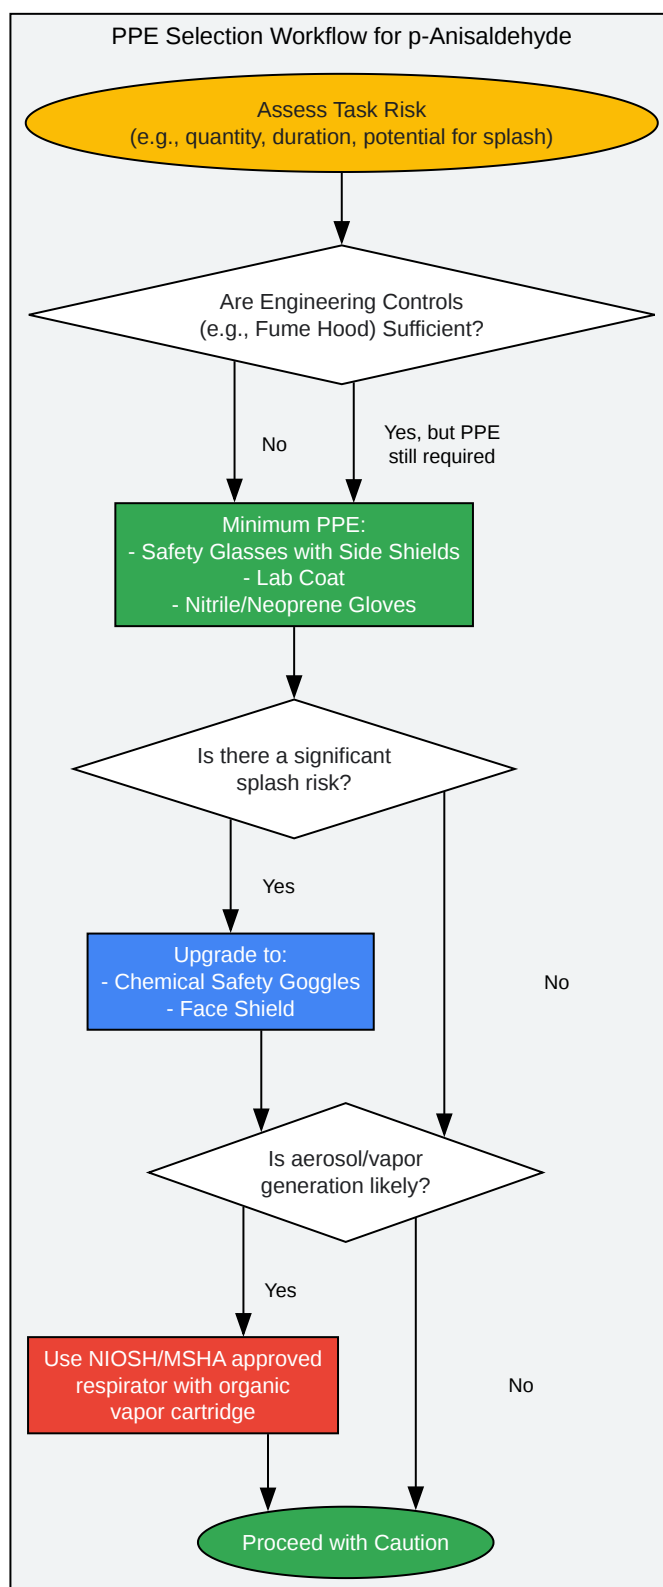 PPE Selection Workflow for p-Anisaldehyde
Assess Task Risk
(e.g., quantity, duration, potential for splash)
Are Engineering Controls
(e.g., Fume Hood) Sufficient?
No
Yes, but PPE
still required
Minimum PPE:
- Safety Glasses with Side Shields
- Lab Coat
- Nitrile/Neoprene Gloves
Is there a significant
splash risk?
Yes
Upgrade to:
- Chemical Safety Goggles
- Face Shield
No
Is aerosol/vapor
generation likely?
Yes
Use NIOSH/MSHA approved
respirator with organic
vapor cartridge
No
Proceed with Caution